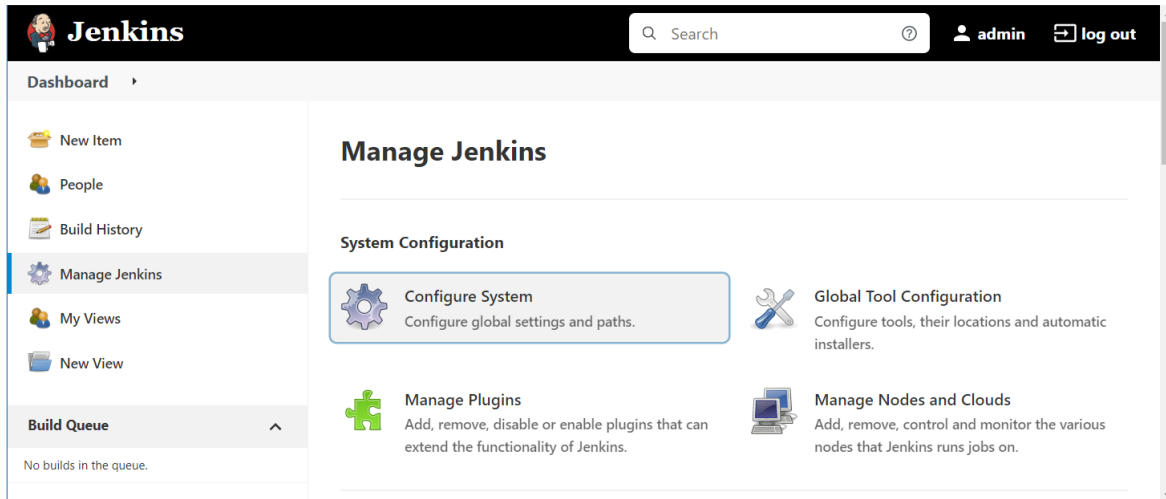 Jenkins
Search
admin
log out
Dashboard
New Item
People
Build History
Manage Jenkins
My Views
New View
Build Queue
No builds in the queue.
Manage Jenkins
System Configuration
Configure System
Configure global settings and paths.
Global Tool Configuration
Configure tools, their locations and automatic
installers.
Manage Plugins
Add, remove, disable or enable plugins that can
extend the functionality of Jenkins.
Manage Nodes and Clouds
Add, remove, control and monitor the various
nodes that Jenkins runs jobs on.